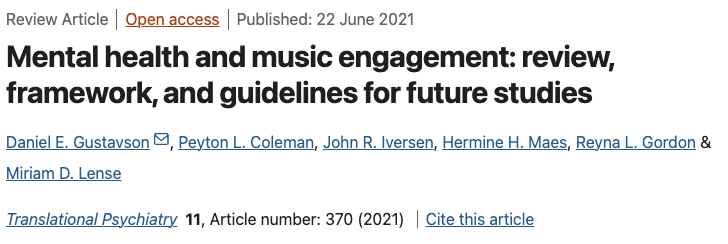 Review Article | Open access | Published: 22 June 2021
Mental health and music engagement: review,
framework, and guidelines for future studies
Daniel E. Gustavson, Peyton L. Coleman, John R. Iversen, Hermine H. Maes, Reyna L. Gordon &
Miriam D. Lense
Translational Psychiatry 11, Article number: 370 (2021) | Cite this article